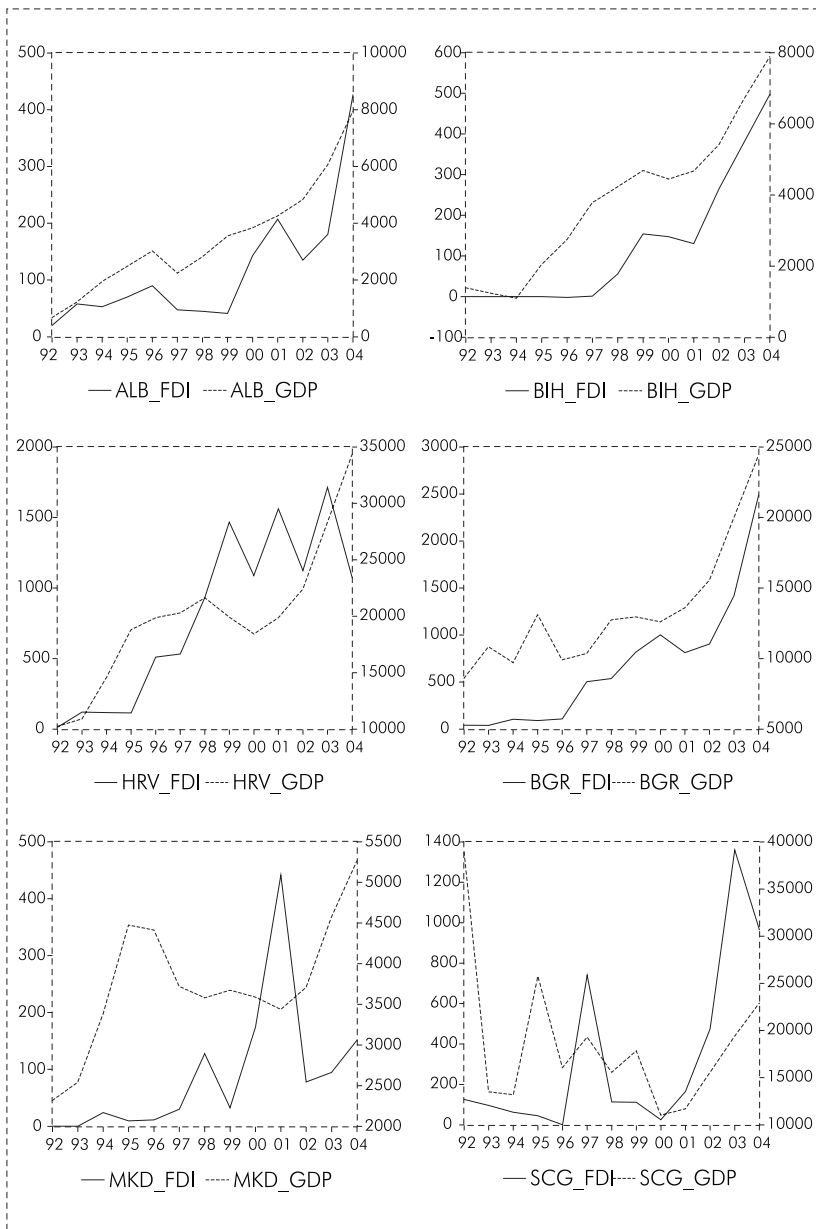 500 10000 600 8000
400 8000 500
400 6000
300 6000 300
200 4000 200 4000
100
100 2000 0 2000
0 0 -100 0
92 93 94 95 96 97 98 99 00 01 02 03 04 92 93 94 95 96 97 98 99 00 01 02 03 04
ALB_FDI ALB_GDP BIH_FDI BIH_GDP
2000 35000 3000 25000
1500 30000 2500 20000
25000 2000
1000 1500 15000
20000 1000
500 15000 500 10000
0 10000 0 5000
92 93 94 95 96 97 98 99 00 01 02 03 04 92 93 94 95 96 97 98 99 00 01 02 03 04
HRV_FDI HRV_GDP BGR_FDI BGR_GDP
500 5500 1400 40000
5000 1200 35000
400 4500 1000 30000
300 4000 800 25000
200 3500 600 20000
3000 400
100 2500 200 15000
0 2000 0 10000
92 93 94 95 96 97 98 99 00 01 02 03 04 92 93 94 95 96 97 98 99 00 01 02 03 04
MKD_FDI MKD_GDP SCG_FDI SCG_GDP